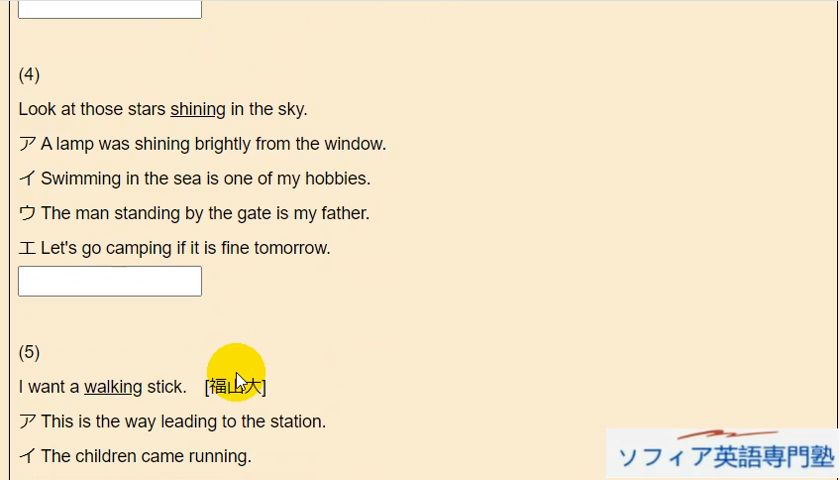 (4)
Look at those stars shining in the sky.
ア A lamp was shining brightly from the window.
イ Swimming in the sea is one of my hobbies.
ウ The man standing by the gate is my father.
エ Let's go camping if it is fine tomorrow.
(5)
I want a walking stick. [福山大]
ア This is the way leading to the station.
イ The children came running.
ソフィア英語専門塾